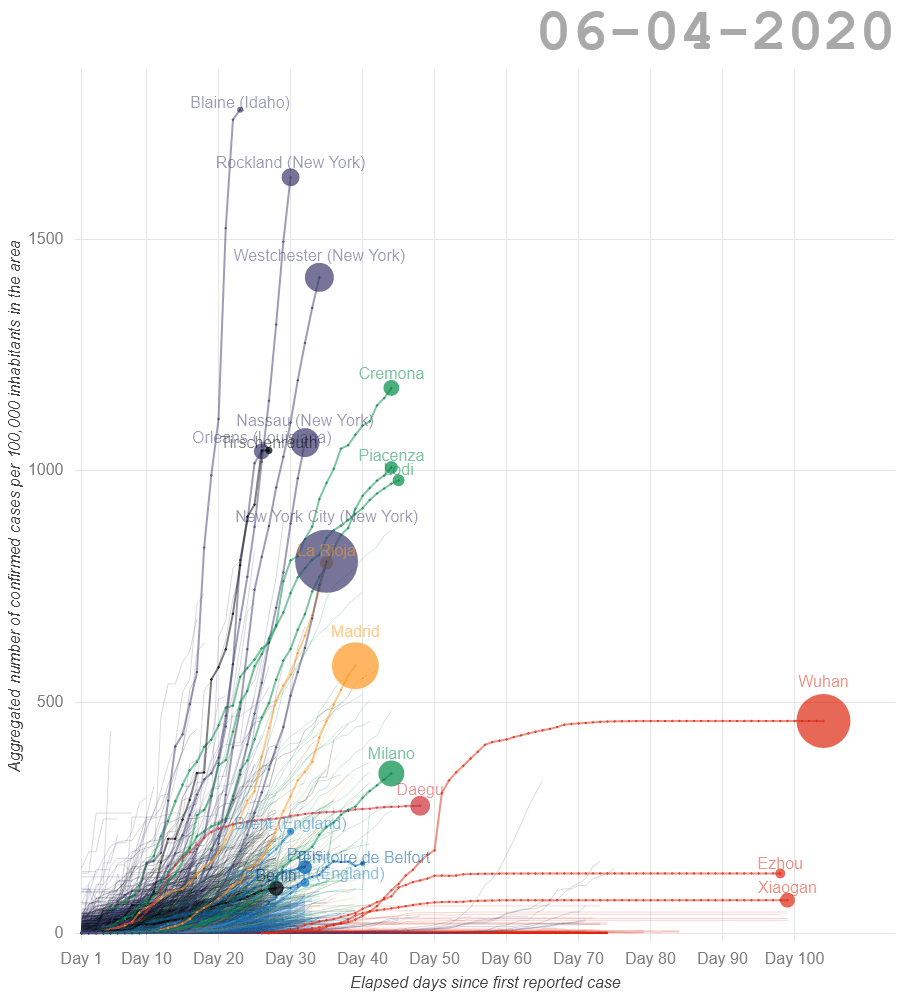 06-04-2020
Blaine (Idaho)
Rockland (New York)
1500
Westchester (New York)
Cremona
Nassau (New York)
Orleans (Louisiana)
Tirschenreuth
Piacenza
1000
New York City (New York)
La Rioja
Madrid
Wuhan
500
Milano
Daegu
(England)
Territoire de Belfort
(England)
Berlin
Ezhou
Xiaogan
0
Day 1 Day 10 Day 20 Day 30 Day 40 Day 50 Day 60 Day 70 Day 80 Day 90 Day 100
Elapsed days since first reported case
Aggregated number of confirmed cases per 100,000 inhabitants in the area